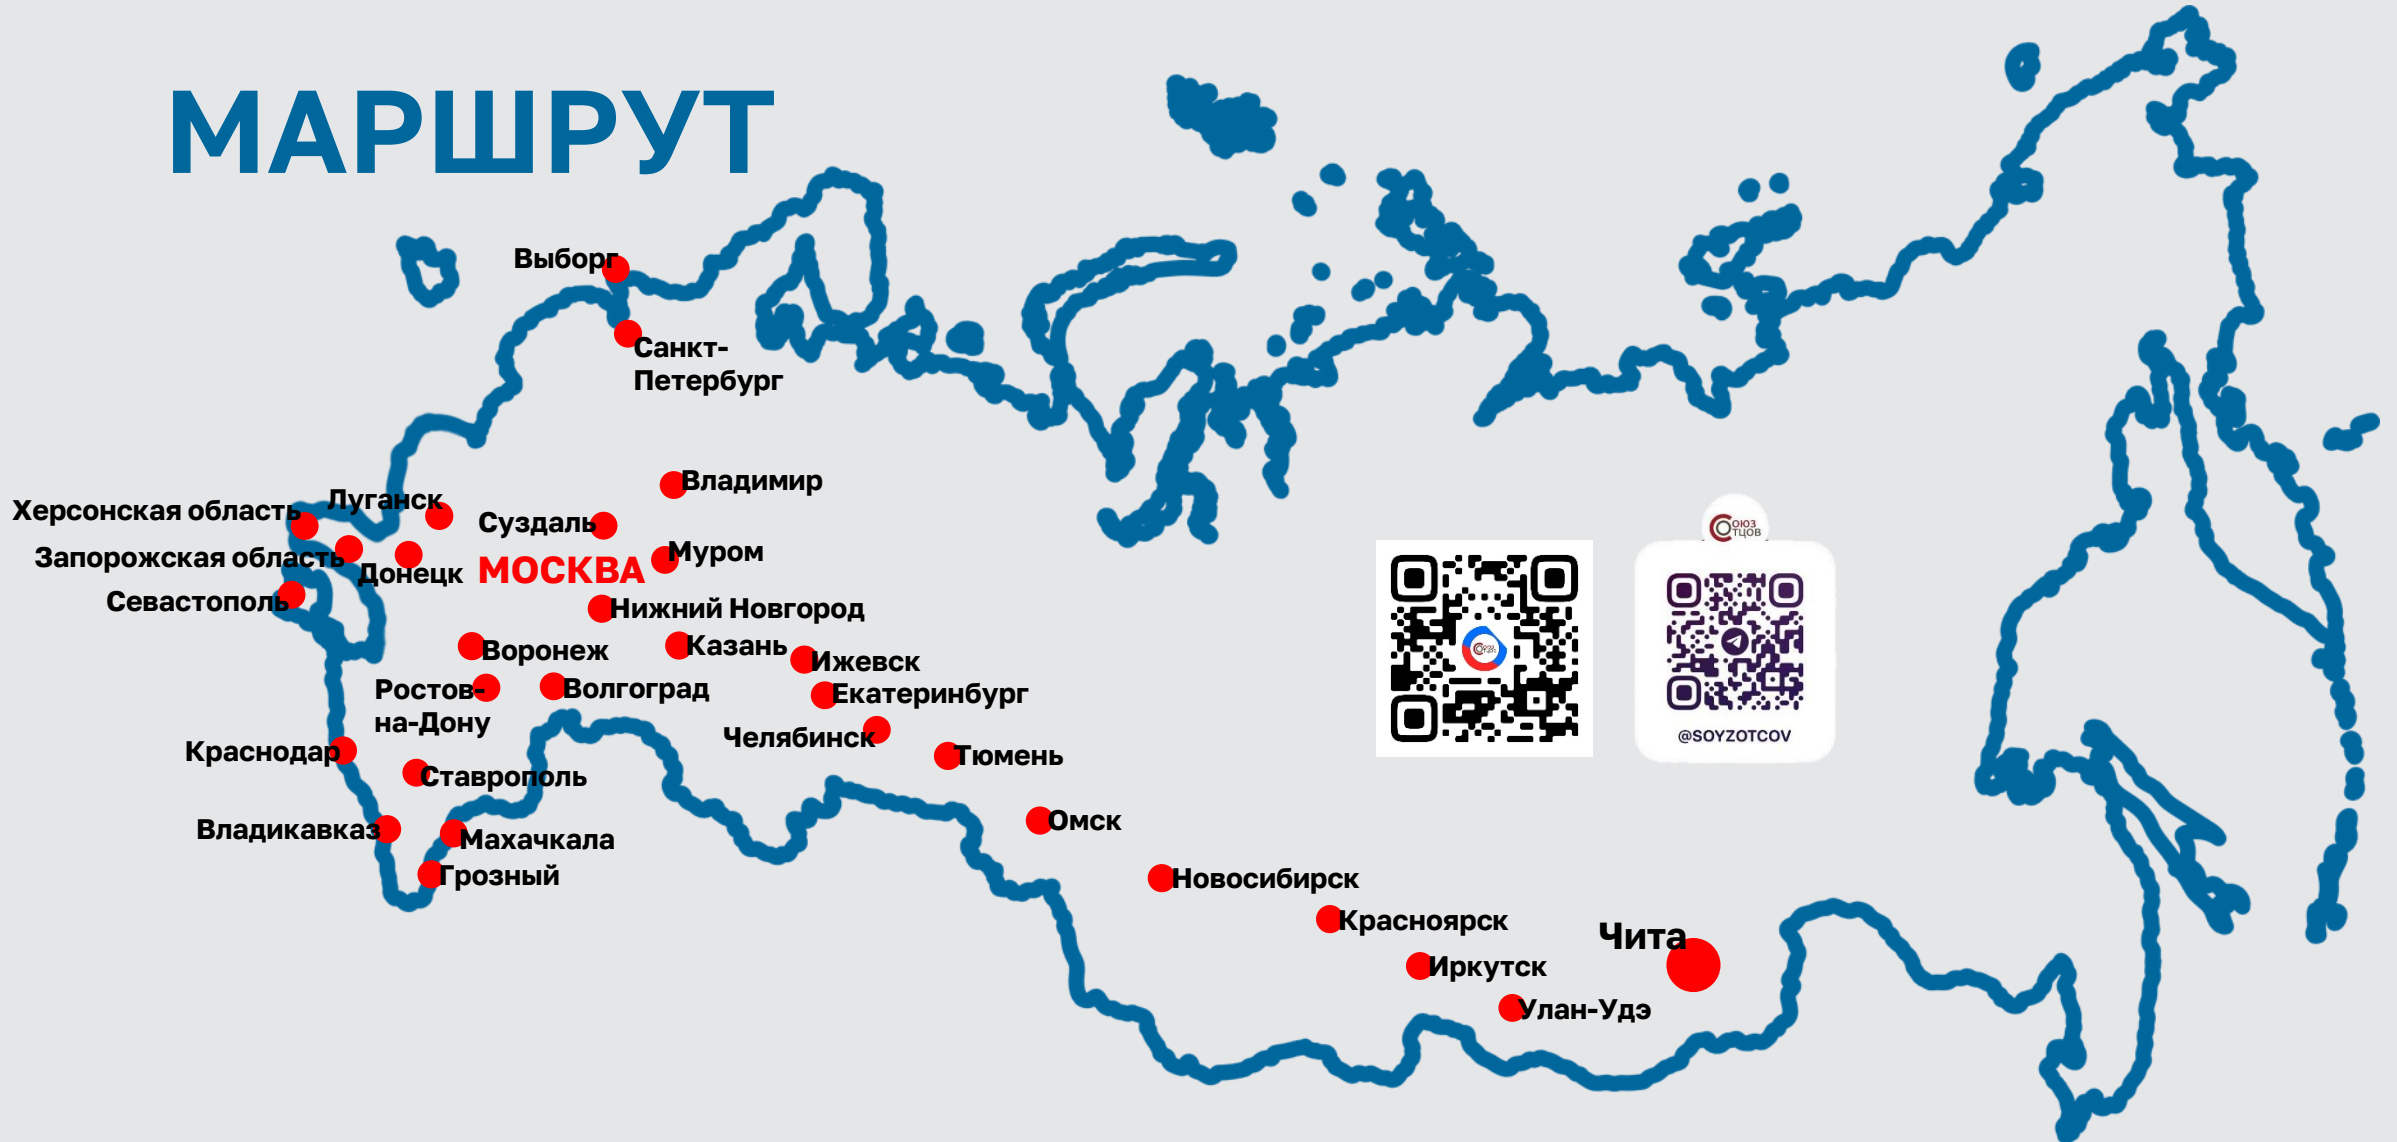 МАРШРУТ
Выборг
Санкт-
Петербург
Владимир
Херсонская область
Луганск
Суздаль
Запорожская область
Донецк
МОСКВА
Муром
Севастополь
Нижний Новгород
Воронеж
Казань
Ижевск
Ростов-
на-Дону
Волгоград
Екатеринбург
Краснодар
Челябинск
Тюмень
Ставрополь
Владикавказ
Махачкала
Омск
Грозный
Новосибирск
Красноярск
Чита
Иркутск
Улан-Удэ
СОЮЗ
ОТЦОВ
@SOYZOTCOV